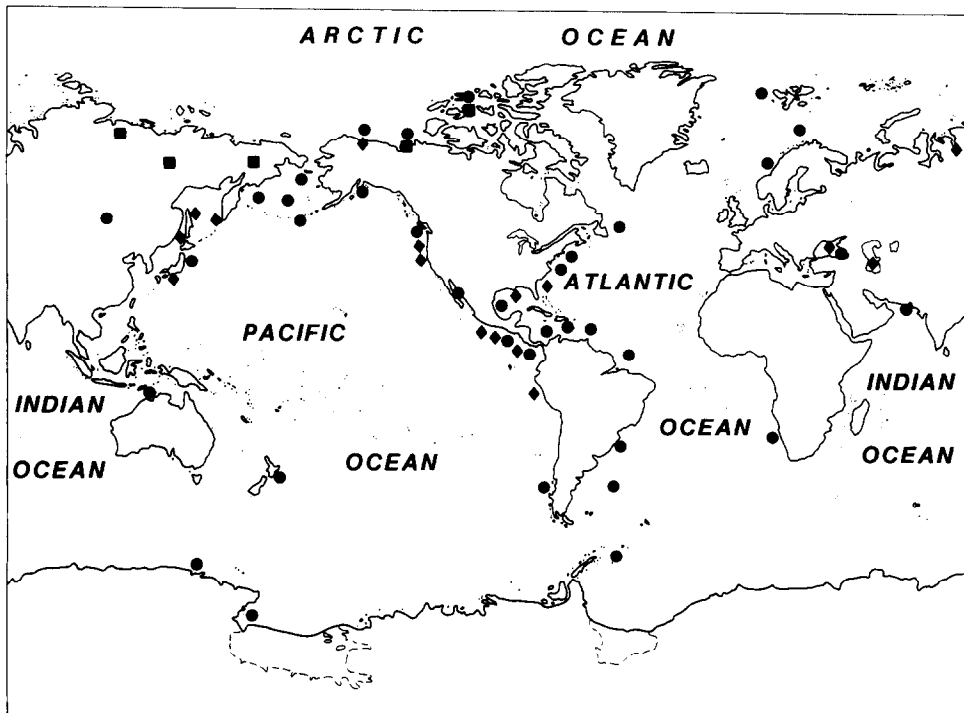 ARCTIC OCEAN
ATLANTIC
PACIFIC
INDIAN
INDIAN
OCEAN
OCEAN
OCEAN
OCEAN